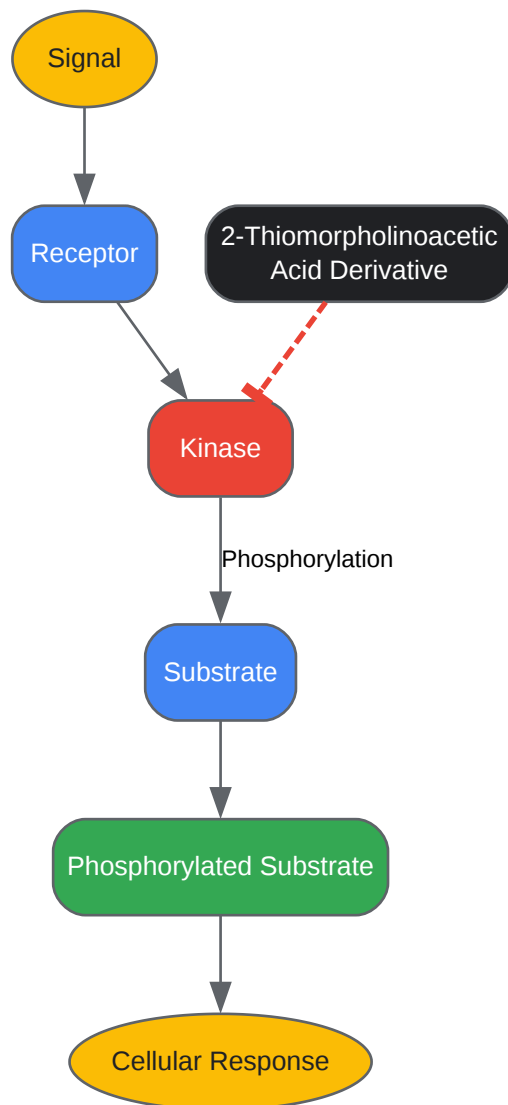 Signal
Receptor
2-Thiomorpholinoacetic
Acid Derivative
Kinase
Phosphorylation
Substrate
Phosphorylated Substrate
Cellular Response